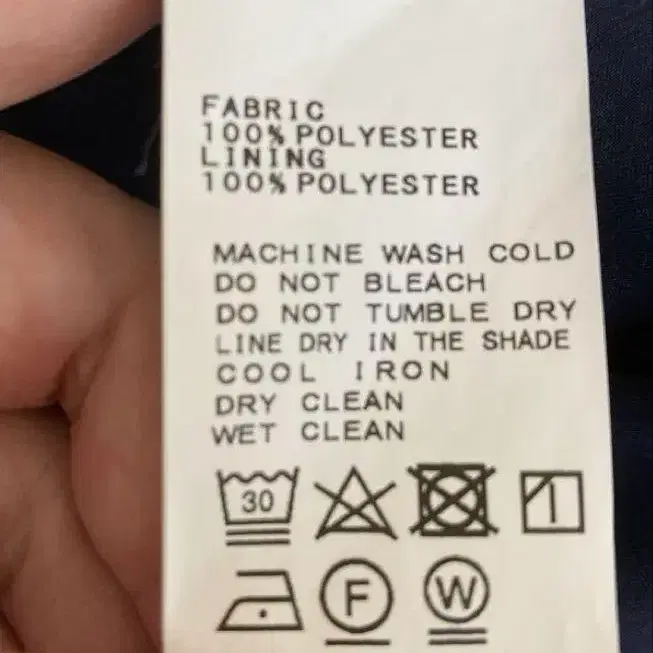 FABRIC
100% POLYESTER
LINING
100% POLYESTER
MACHINE WASH COLD
DO NOT BLEACH
DO NOT TUMBLE DRY
LINE DRY IN THE SHADE
COOL IRON
DRY CLEAN
WET CLEAN
30
F W